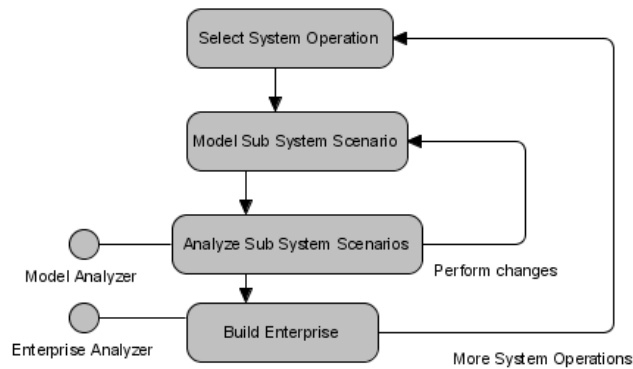 Select System Operation
Model Sub System Scenario
Analyze Sub System Scenarios
Model Analyzer
Perform changes
Build Enterprise
Enterprise Analyzer
More System Operations